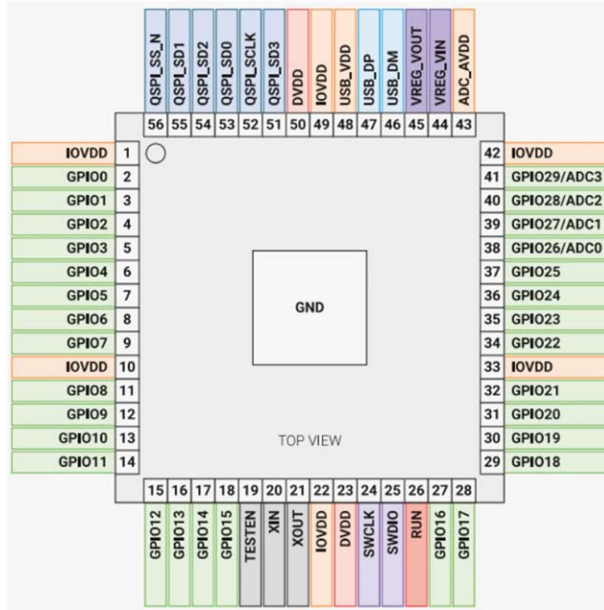 QSPI_SS_N QSPI_SD1 QSPI_SD2 QSPI_SD0 QSPI_SCLK QSPI_SD3 DVDD IOVDD USB_VDD USB_DP USB_DM VREG_VOUT VREG_VIN ADC_AVDD
56 55 54 53 52 51 50 49 48 47 46 45 44 43
IOVDD 1 42 IOVDD
GPIO0 2 41 GPIO29/ADC3
GPIO1 3 40 GPIO28/ADC2
GPIO2 4 39 GPIO27/ADC1
GPIO3 5 38 GPIO26/ADC0
GPIO4 6 37 GPIO25
GPIO5 7 36 GPIO24
GPIO6 8 35 GPIO23
GPIO7 9 34 GPIO22
IOVDD 10 33 IOVDD
GPIO8 11 32 GPIO21
GPIO9 12 31 GPIO20
GPIO10 13 30 GPIO19
GPIO11 14 29 GPIO18
GND
TOP VIEW
15 16 17 18 19 20 21 22 23 24 25 26 27 28
GPIO12 GPIO13 GPIO14 GPIO15 TESTEN XIN XOUT IOVDD DVDD SWCLK SWDIO RUN GPIO16 GPIO17